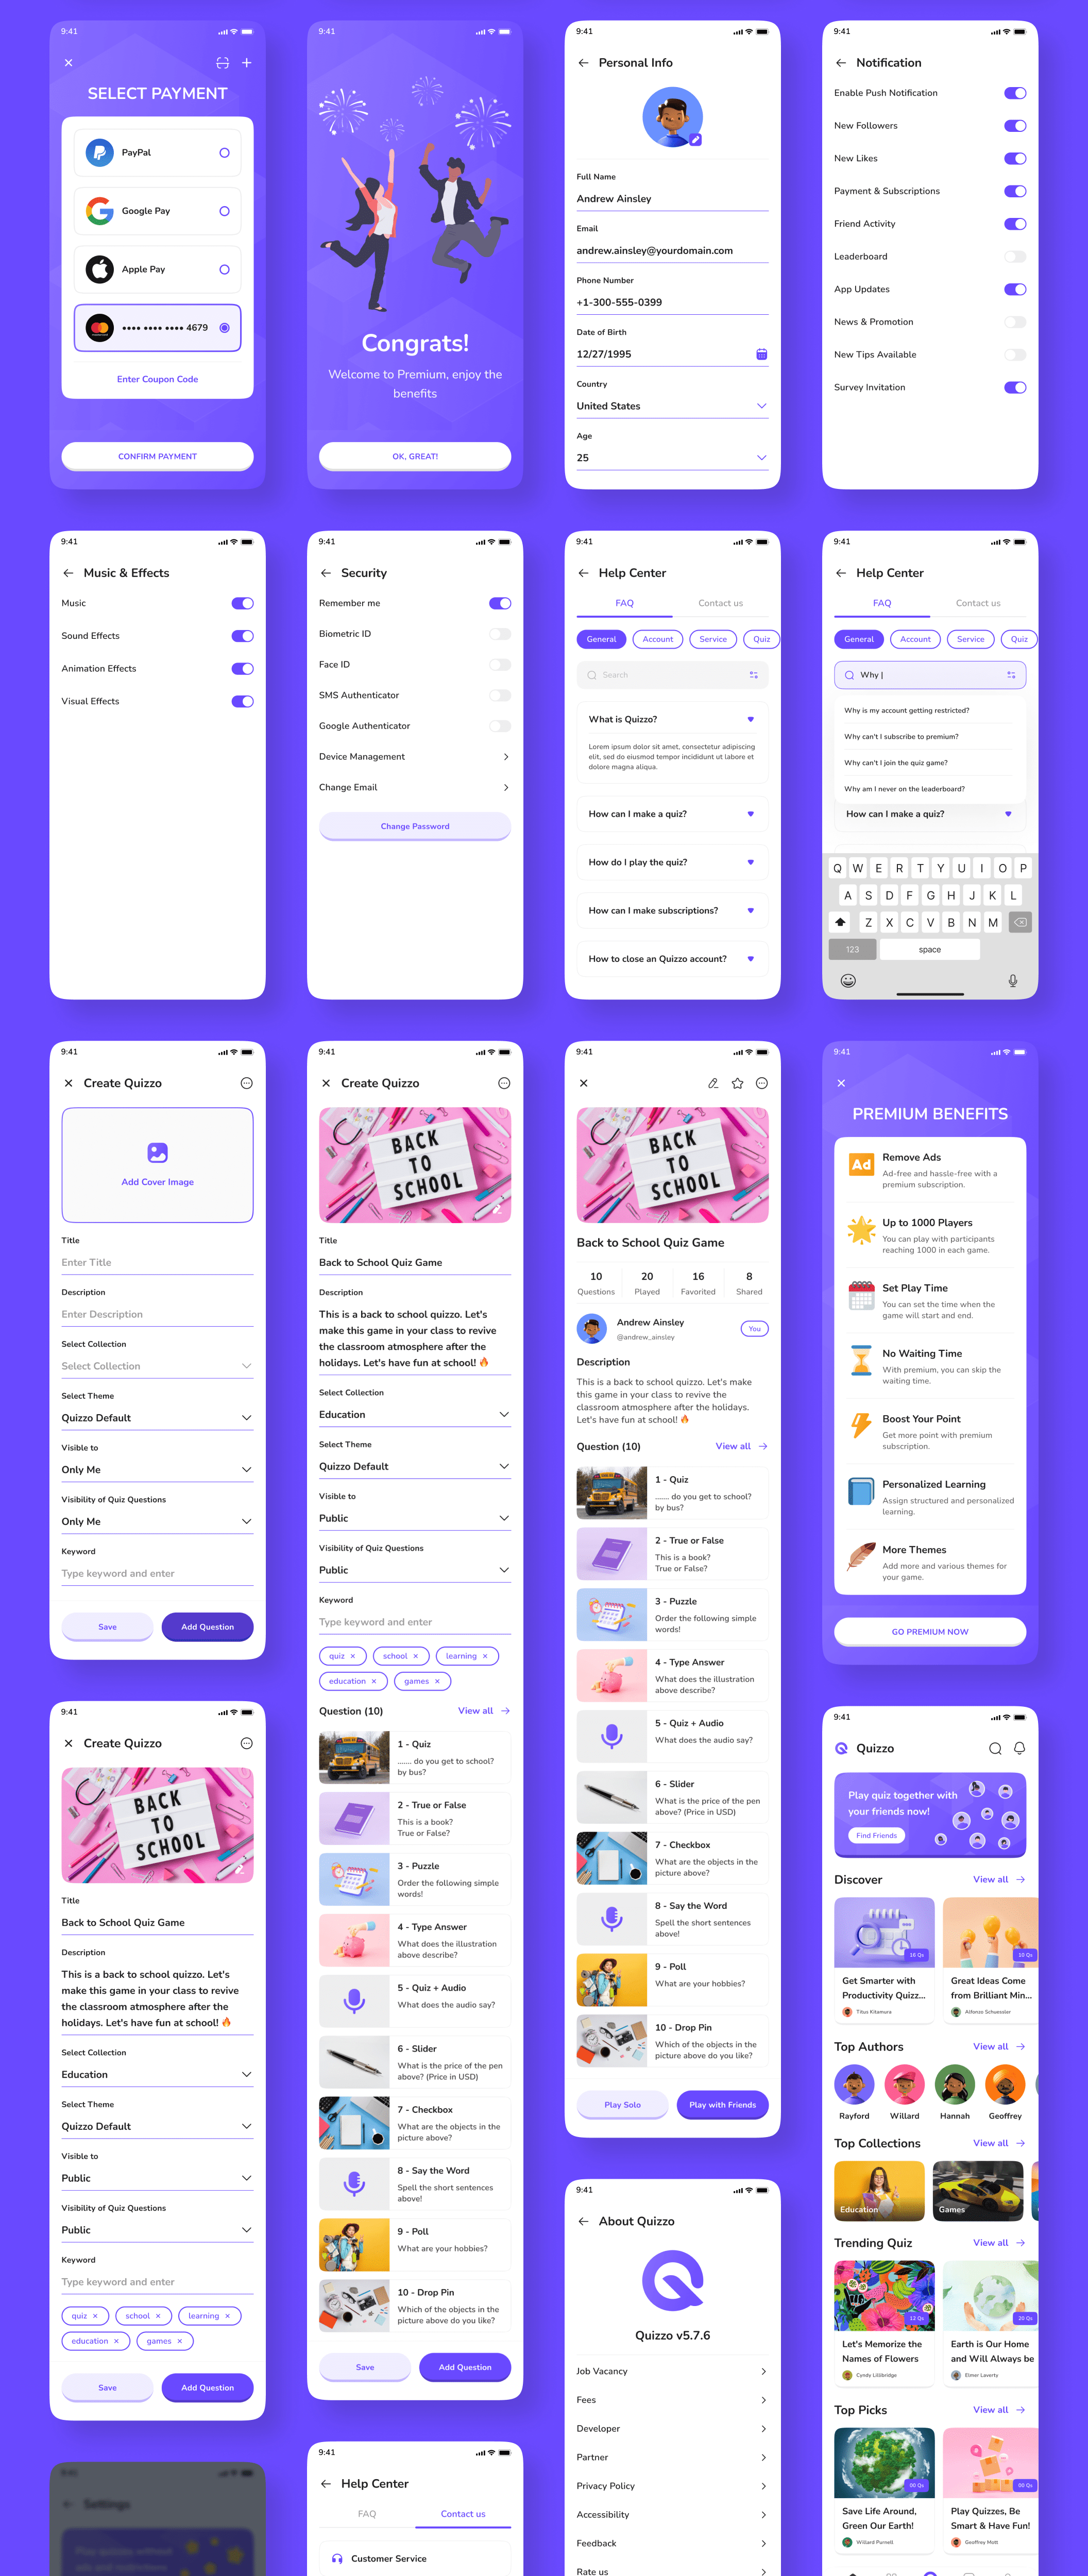 9:41
SELECT PAYMENT
PayPal
Google Pay
Apple Pay
•••• •••• •••• 4679
Enter Coupon Code
CONFIRM PAYMENT
9:41
Congrats!
Welcome to Premium, enjoy the
benefits
OK, GREAT!
9:41
Personal Info
Full Name
Andrew Ainsley
Email
andrew.ainsley@yourdomain.com
Phone Number
+1-300-555-0399
Date of Birth
12/27/1995
Country
United States
Age
25
9:41
Notification
Enable Push Notification
New Followers
New Likes
Payment & Subscriptions
Friend Activity
Leaderboard
App Updates
News & Promotion
New Tips Available
Survey Invitation
9:41
Music & Effects
Music
Sound Effects
Animation Effects
Visual Effects
9:41
Security
Remember me
Biometric ID
Face ID
SMS Authenticator
Google Authenticator
Device Management
Change Email
Change Password
9:41
Help Center
FAQ
Contact us
General
Account
Service
Quiz
Search
What is Quizzo?
Lorem ipsum dolor sit amet, consectetur adipiscing
elit, sed do eiusmod tempor incididunt ut labore et
dolore magna aliqua.
How can I make a quiz?
How do I play the quiz?
How can I make subscriptions?
How to close an Quizzo account?
9:41
Help Center
FAQ
Contact us
General
Account
Service
Quiz
Why |
Why is my account getting restricted?
Why can't I subscribe to premium?
Why can't I join the quiz game?
Why am I never on the leaderboard?
How can I make a quiz?
Q W E R T Y U I O P
A S D F G H J K L
Z X C V B N M
123
space
9:41
Create Quizzo
Add Cover Image
Title
Enter Title
Description
Enter Description
Select Collection
Select Collection
Select Theme
Quizzo Default
Visible to
Only Me
Visibility of Quiz Questions
Only Me
Keyword
Type keyword and enter
Save
Add Question
9:41
Create Quizzo
BACK
TO
SCHOOL
Title
Back to School Quiz Game
Description
This is a back to school quizzo. Let's
make this game in your class to revive
the classroom atmosphere after the
holidays. Let's have fun at school! 🔥
Select Collection
Education
Select Theme
Quizzo Default
Visible to
Public
Visibility of Quiz Questions
Public
Keyword
Type keyword and enter
quiz
school
learning
education
games
Question (10)
View all
1 - Quiz
....... do you get to school?
by bus?
2 - True or False
This is a book?
True or False?
3 - Puzzle
Order the following simple
words!
4 - Type Answer
What does the illustration
above describe?
5 - Quiz + Audio
What does the audio say?
6 - Slider
What is the price of the pen
above? (Price in USD)
7 - Checkbox
What are the objects in the
picture above?
8 - Say the Word
Spell the short sentences
above!
9 - Poll
What are your hobbies?
10 - Drop Pin
Which of the objects in the
picture above do you like?
Save
Add Question
BACK
TO
SCHOOL
Back to School Quiz Game
10
Questions
20
Played
16
Favorited
8
Shared
Andrew Ainsley
@andrew_ainsley
You
Description
This is a back to school quizzo. Let's make
this game in your class to revive the
classroom atmosphere after the holidays.
Let's have fun at school! 🔥
Question (10)
View all
1 - Quiz
....... do you get to school?
by bus?
2 - True or False
This is a book?
True or False?
3 - Puzzle
Order the following simple
words!
4 - Type Answer
What does the illustration
above describe?
5 - Quiz + Audio
What does the audio say?
6 - Slider
What is the price of the pen
above? (Price in USD)
7 - Checkbox
What are the objects in the
picture above?
8 - Say the Word
Spell the short sentences
above!
9 - Poll
What are your hobbies?
10 - Drop Pin
Which of the objects in the
picture above do you like?
Play Solo
Play with Friends
9:41
9:41
PREMIUM BENEFITS
Ad
Remove Ads
Ad-free and hassle-free with a
premium subscription.
Up to 1000 Players
You can play with participants
reaching 1000 in each game.
Set Play Time
You can set the time when the
game will start and end.
No Waiting Time
With premium, you can skip the
waiting time.
Boost Your Point
Get more point with premium
subscription.
Personalized Learning
Assign structured and personalized
learning.
More Themes
Add more and various themes for
your game.
GO PREMIUM NOW
9:41
Create Quizzo
BACK
TO
SCHOOL
Title
Back to School Quiz Game
Description
This is a back to school quizzo. Let's
make this game in your class to revive
the classroom atmosphere after the
holidays. Let's have fun at school! 🔥
Select Collection
Education
Select Theme
Quizzo Default
Visible to
Public
Visibility of Quiz Questions
Public
Keyword
Type keyword and enter
quiz
school
learning
education
games
Save
Add Question
9:41
Quizzo
Play quiz together with
your friends now!
Find Friends
Discover
View all
16 Qs
10 Qs
Get Smarter with
Productivity Quizz...
Titus Kitamura
Great Ideas Come
from Brilliant Min...
Alfonzo Schuessler
Top Authors
View all
Rayford
Willard
Hannah
Geoffrey
Top Collections
View all
Education
Games
Trending Quiz
View all
12 Qs
20 Qs
Let's Memorize the
Names of Flowers
Cyndy Lillibridge
Earth is Our Home
and Will Always be
Elmer Laverty
Top Picks
View all
00 Qs
00 Qs
Save Life Around,
Green Our Earth!
Willard Purnell
Play Quizzes, Be
Smart & Have Fun!
Geoffrey Mott
9:41
About Quizzo
Quizzo v5.7.6
Job Vacancy
Fees
Developer
Partner
Privacy Policy
Accessibility
Feedback
Rate us
9:41
Help Center
FAQ
Contact us
Customer Service
Settings